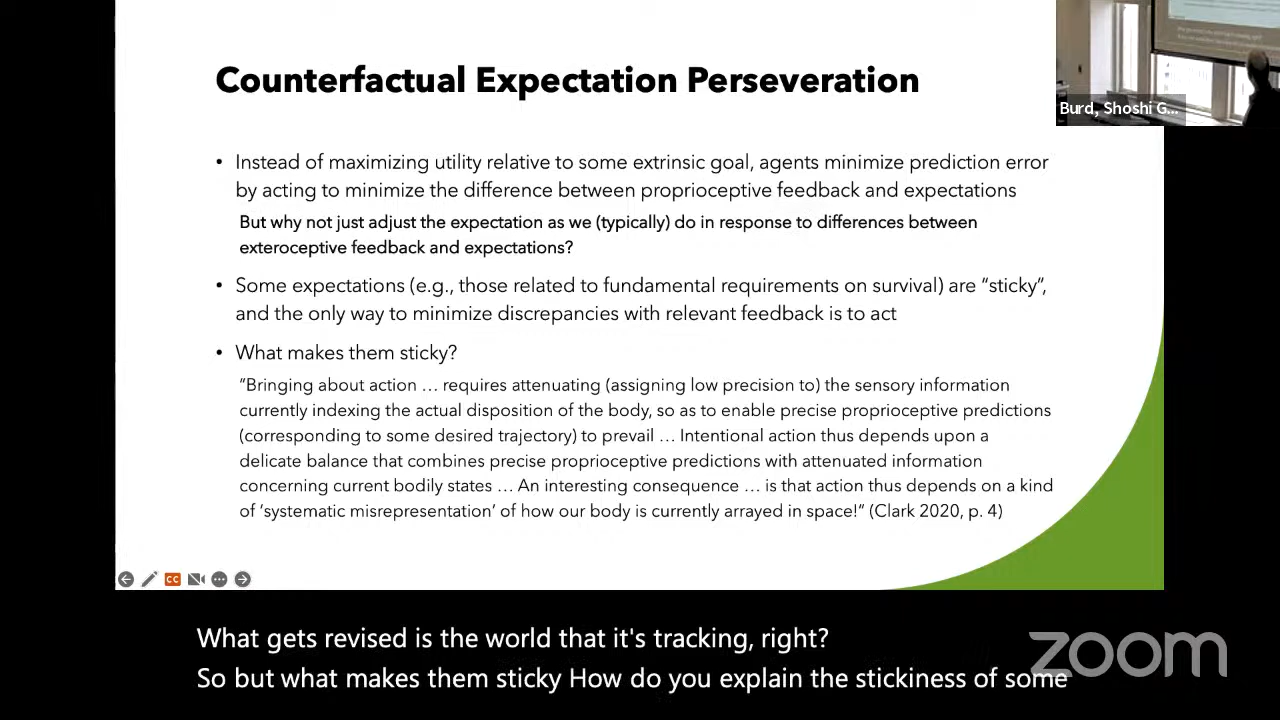 Counterfactual Expectation Perseveration
Burd, Shoshi G...
• Instead of maximizing utility relative to some extrinsic goal, agents minimize prediction error
by acting to minimize the difference between proprioceptive feedback and expectations
But why not just adjust the expectation as we (typically) do in response to differences between
exteroceptive feedback and expectations?
• Some expectations (e.g., those related to fundamental requirements on survival) are “sticky”,
and the only way to minimize discrepancies with relevant feedback is to act
• What makes them sticky?
“Bringing about action … requires attenuating (assigning low precision to) the sensory information
currently indexing the actual disposition of the body, so as to enable precise proprioceptive predictions
(corresponding to some desired trajectory) to prevail … Intentional action thus depends upon a
delicate balance that combines precise proprioceptive predictions with attenuated information
concerning current bodily states … An interesting consequence … is that action thus depends on a kind
of ‘systematic misrepresentation’ of how our body is currently arrayed in space!” (Clark 2020, p. 4)
CC
What gets revised is the world that it's tracking, right?
So but what makes them sticky How do you explain the stickiness of some
zoom